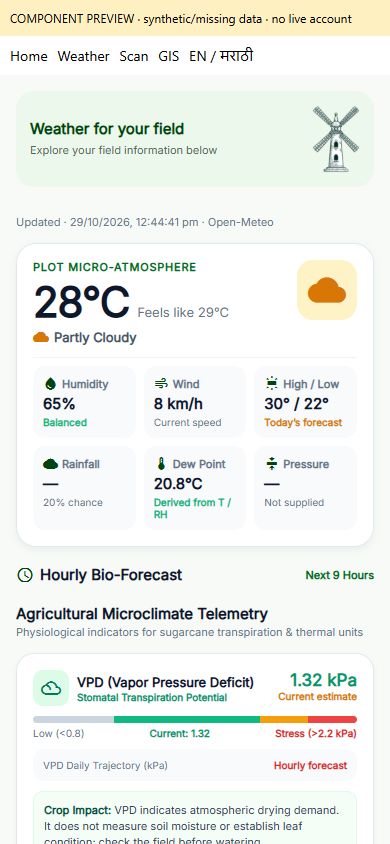 COMPONENT PREVIEW · synthetic/missing data · no live account
Home Weather Scan GIS EN / मराठी
Weather for your field
Explore your field information below
Updated · 29/10/2026, 12:44:41 pm · Open-Meteo
PLOT MICRO-ATMOSPHERE
28°C Feels like 29°C
Partly Cloudy
Humidity
65%
Balanced
Wind
8 km/h
Current speed
High / Low
30° / 22°
Today's forecast
Rainfall
—
20% chance
Dew Point
20.8°C
Derived from T /
RH
Pressure
—
Not supplied
Hourly Bio-Forecast
Next 9 Hours
Agricultural Microclimate Telemetry
Physiological indicators for sugarcane transpiration & thermal units
VPD (Vapor Pressure Deficit)
Stomatal Transpiration Potential
1.32 kPa
Current estimate
Low (<0.8) Current: 1.32 Stress (>2.2 kPa)
VPD Daily Trajectory (kPa) Hourly forecast
Crop Impact: VPD indicates atmospheric drying demand.
It does not measure soil moisture or establish leaf
condition; check the field before watering.